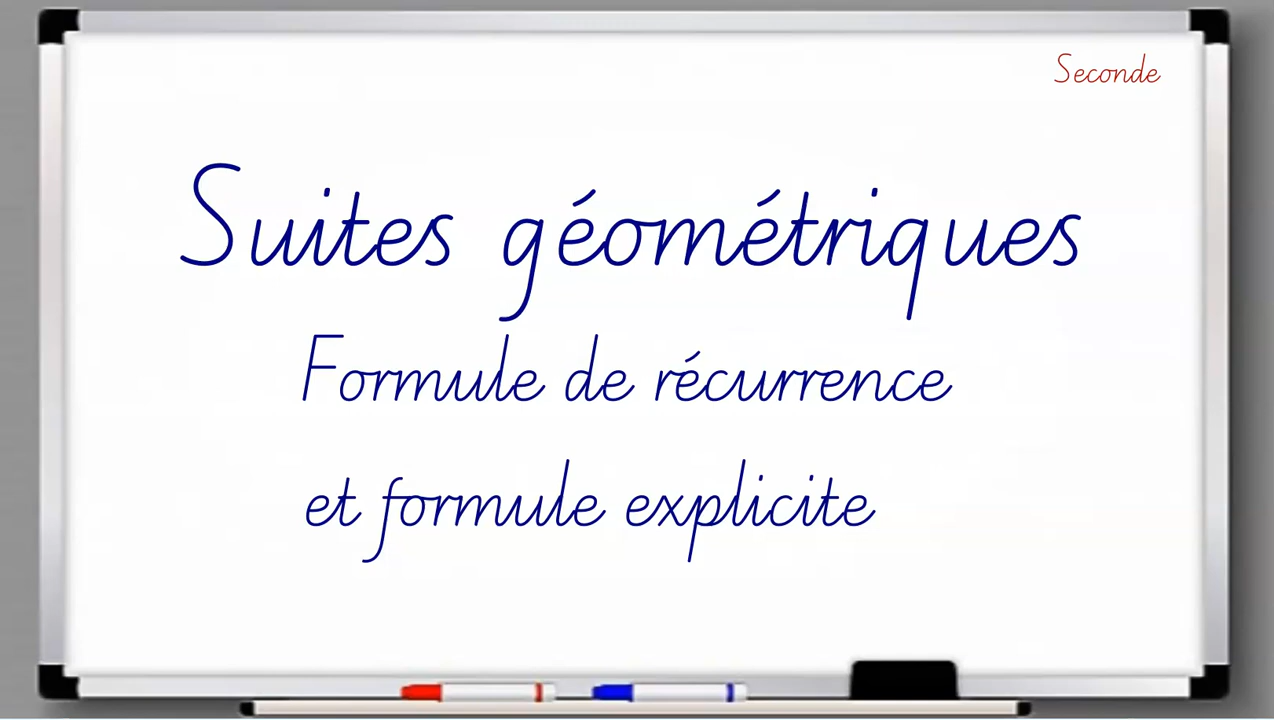 Seconde
Suites géométriques
Formule de récurrence
et formule explicite